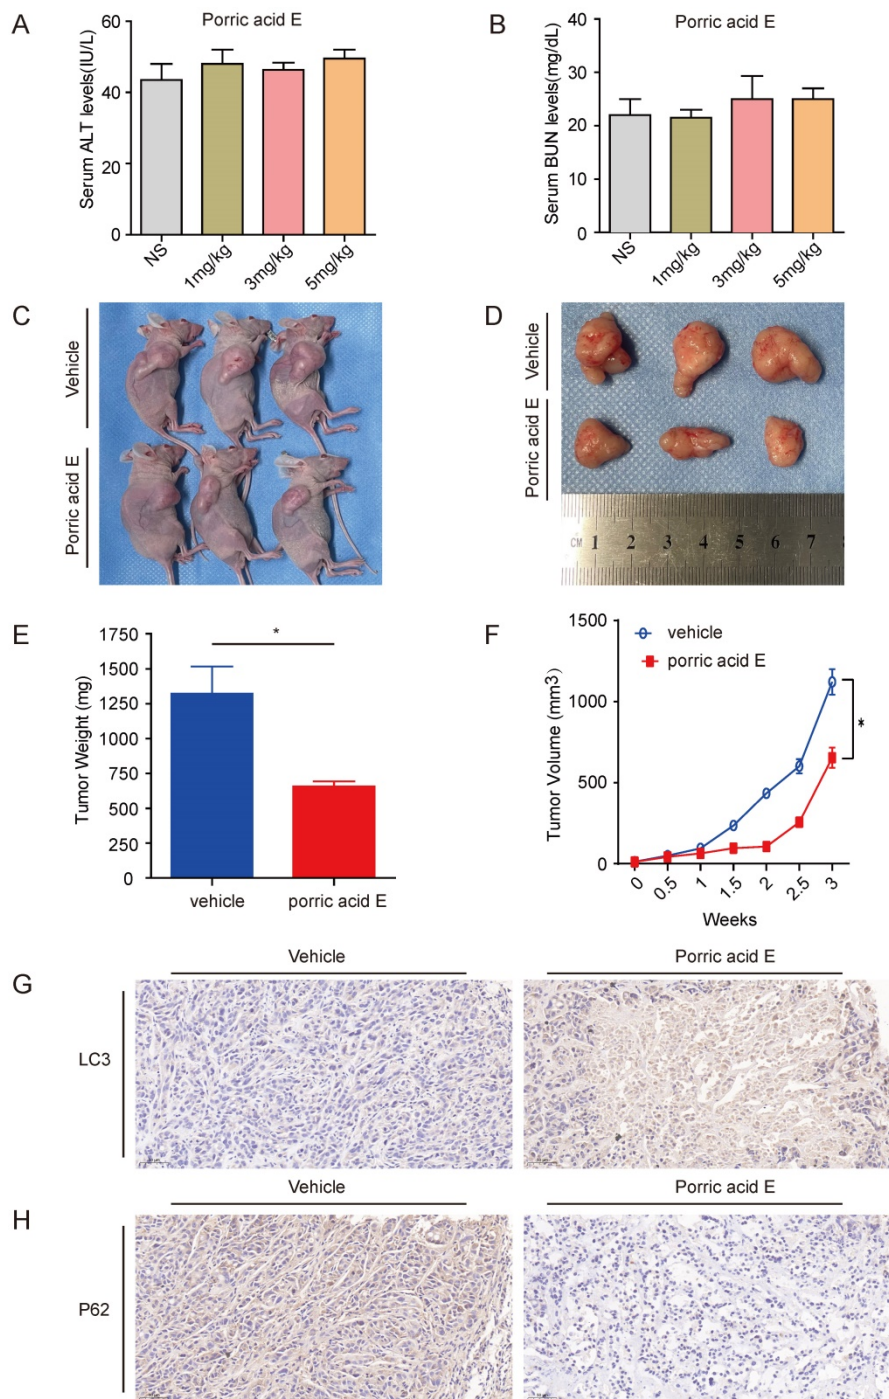 A
Porric acid E
Serum ALT levels(IU/L)
60
40
20
0
NS
1mg/kg
3mg/kg
5mg/kg
B
Porric acid E
Serum BUN levels(mg/dL)
40
30
20
10
0
NS
1mg/kg
3mg/kg
5mg/kg
C
Vehicle
Porric acid E
D
Vehicle
Porric acid E
CM 1 2 3 4 5 6 7
E
Tumor Weight (mg)
1750
1500
1250
1000
750
500
250
0
*
vehicle
porric acid E
F
Tumor Volume (mm3)
1500
1000
500
0
vehicle
porric acid E
*
0
0.5
1
1.5
2
2.5
3
Weeks
G
Vehicle
Porric acid E
LC3
H
Vehicle
Porric acid E
P62